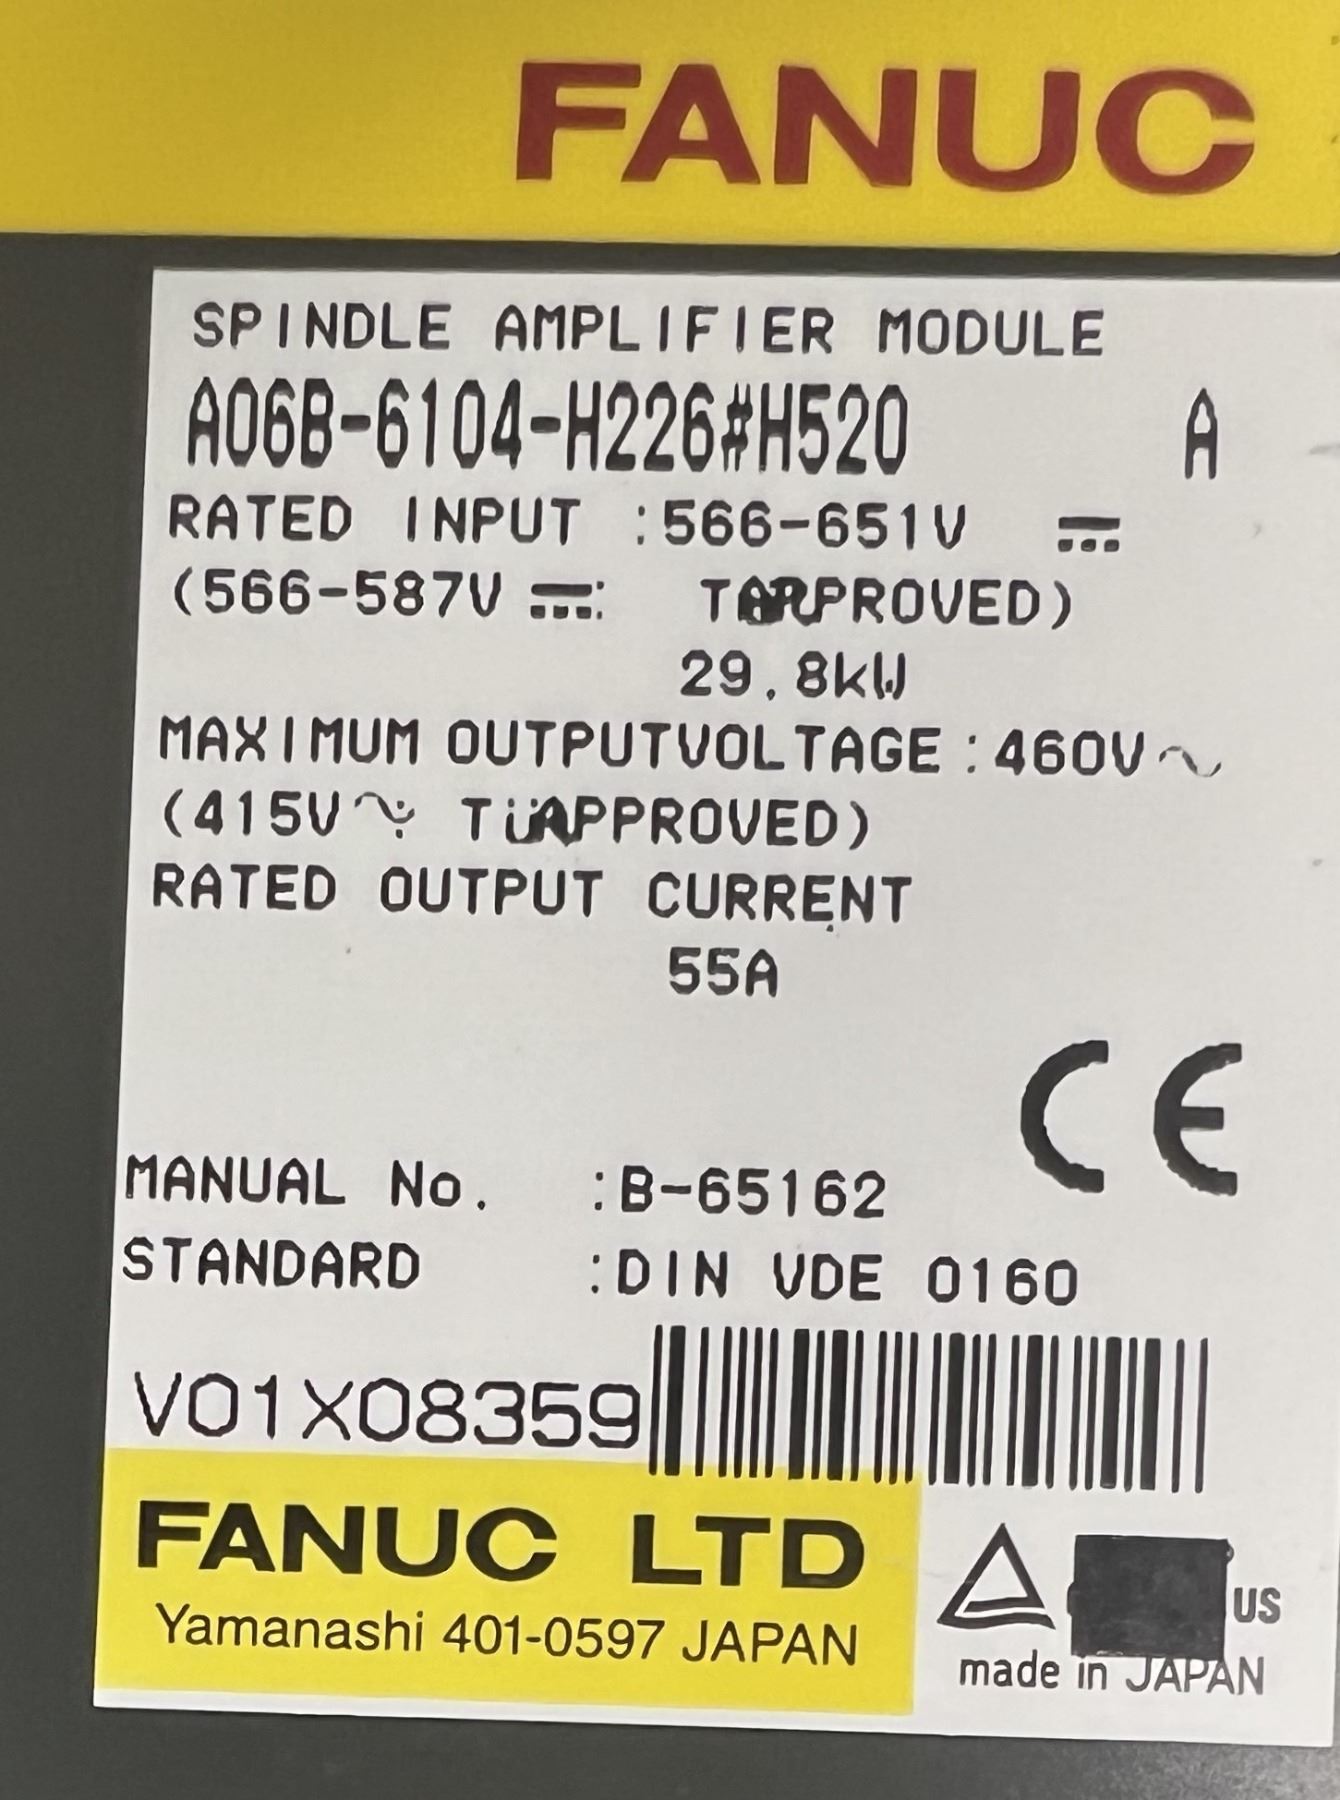 FANUC
SPINDLE AMPLIFIER MODULE
A06B-6104-H226#H520 A
RATED INPUT :566-651V ⎓
(566-587V ⎓: APPROVED)
29.8kW
MAXIMUM OUTPUTVOLTAGE :460V~
(415V~: TÜAPPROVED)
RATED OUTPUT CURRENT
55A
CE
MANUAL No. :B-65162
STANDARD :DIN VDE 0160
V01X08359
FANUC LTD
Yamanashi 401-0597 JAPAN
US
made in JAPAN